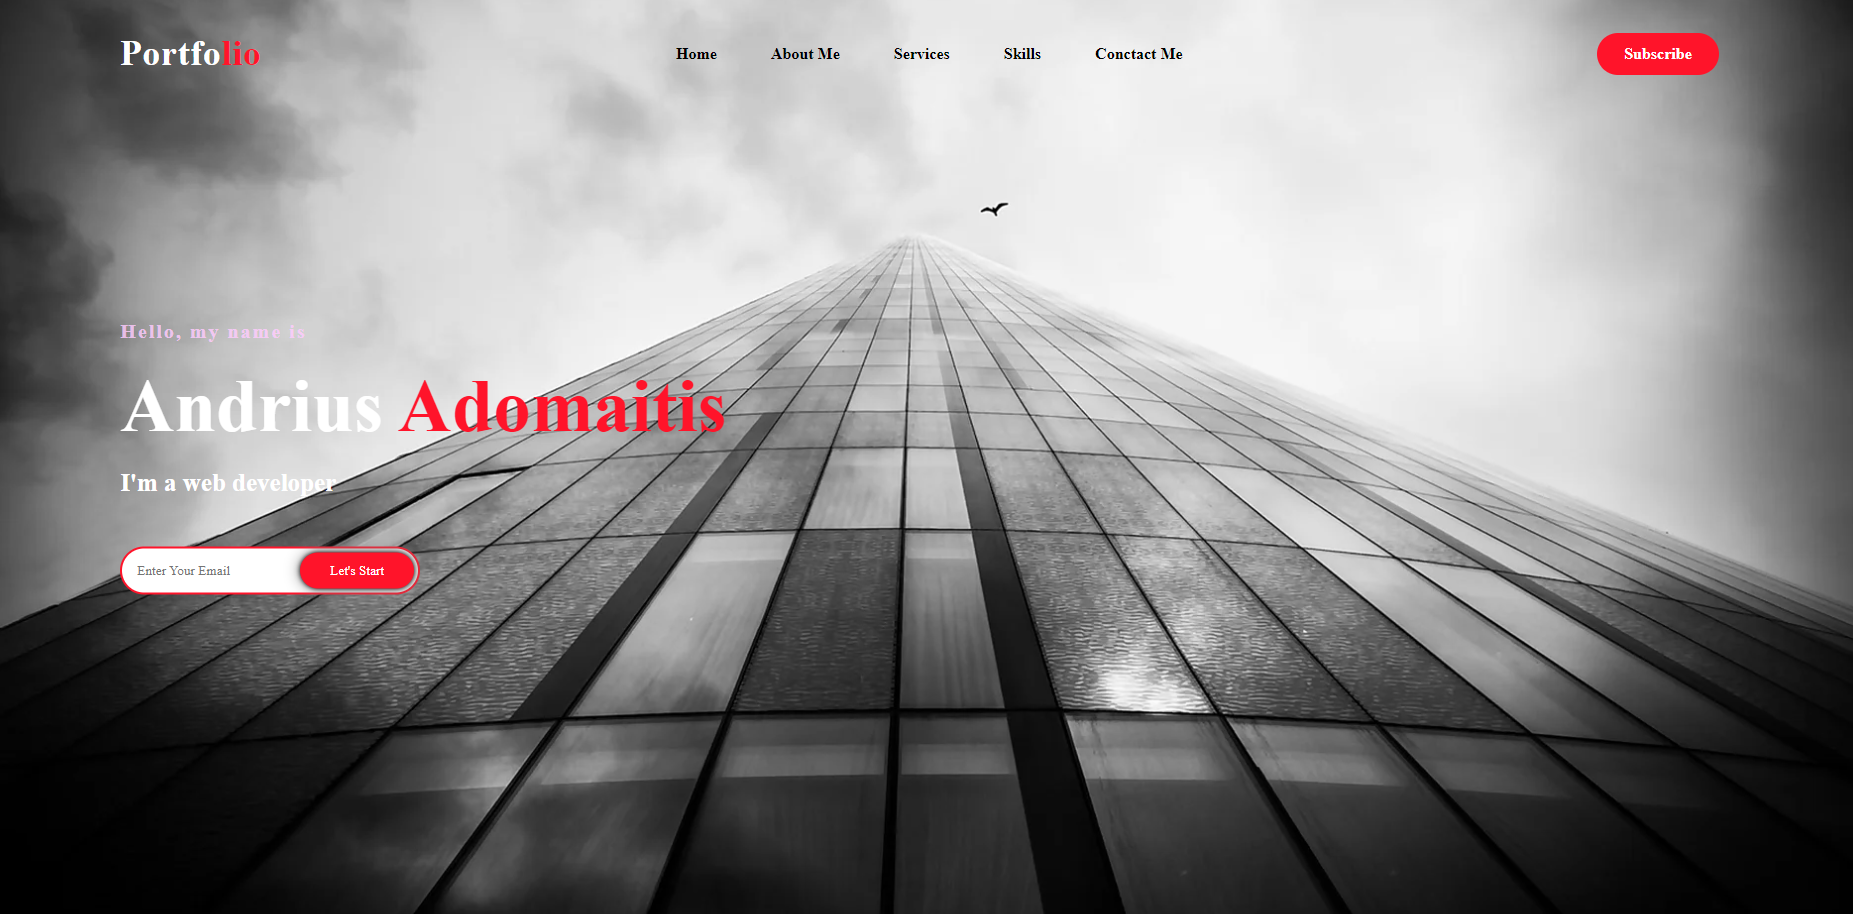 Portfolio
Home
About Me
Services
Skills
Conctact Me
Subscribe
Hello, my name is
Andrius Adomaitis
I'm a web developer
Enter Your Email
Let's Start